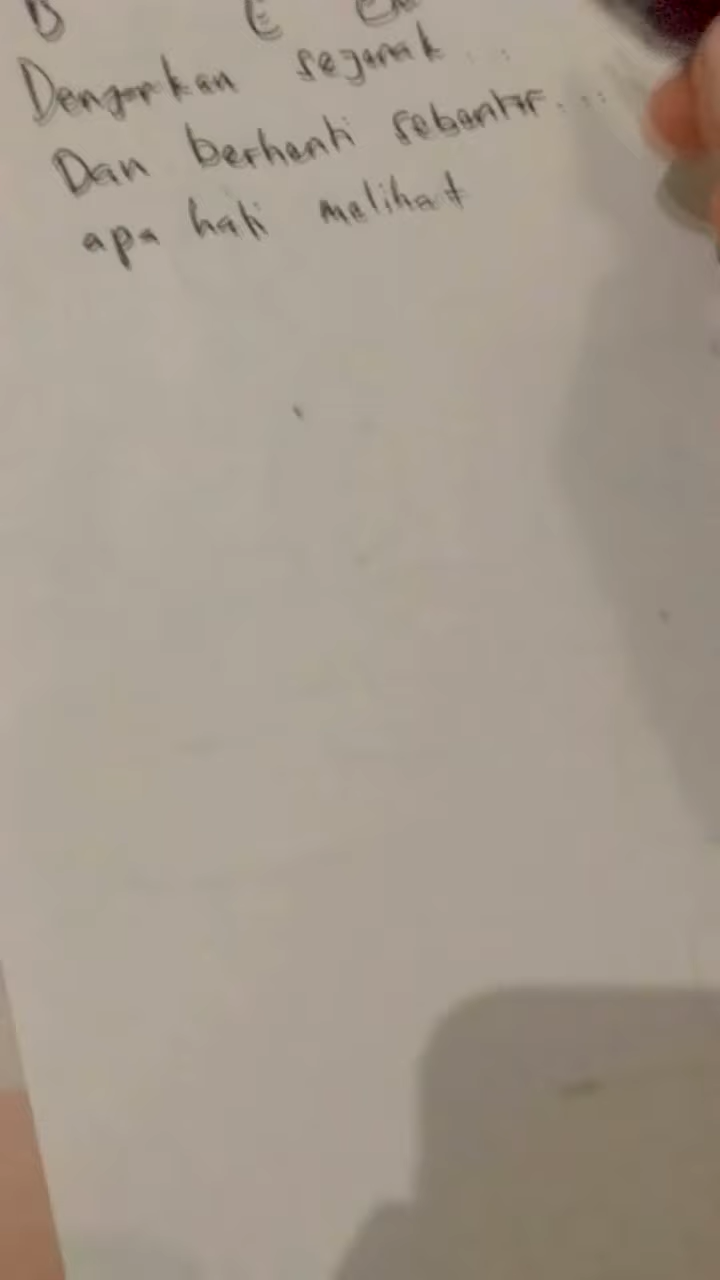 Dengarkan sejenak...
Dan berhenti sebentar...
apa hati melihat